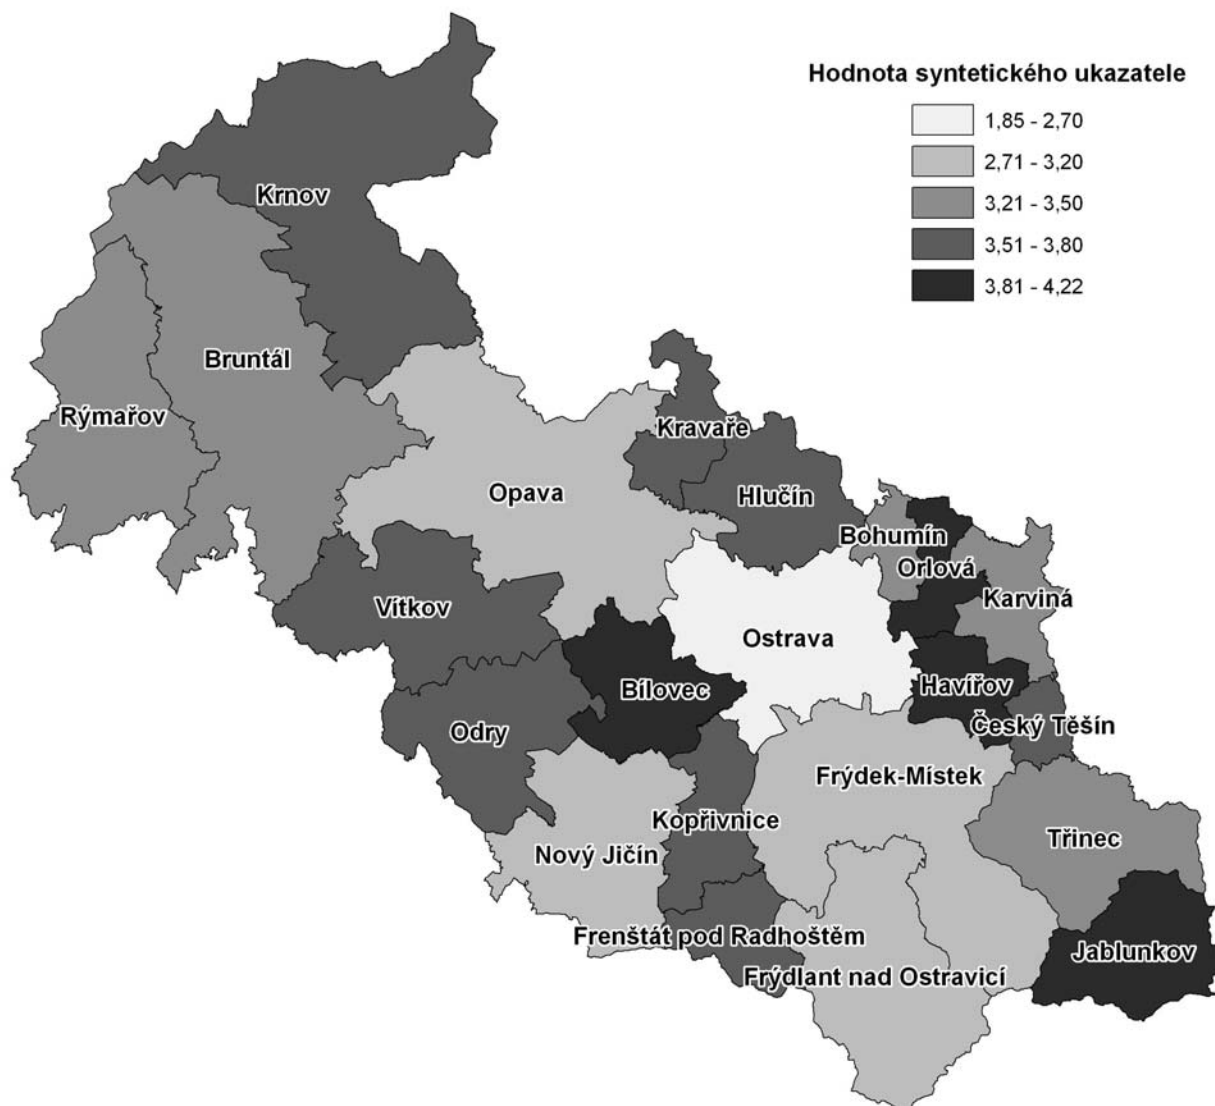 Hodnota syntetického ukazatele
1,85 - 2,70
2,71 - 3,20
3,21 - 3,50
3,51 - 3,80
3,81 - 4,22
Krnov
Bruntál
Rýmařov
Kravaře
Opava
Hlučín
Bohumín
Orlová
Karviná
Vítkov
Ostrava
Bílovec
Havířov
Odry
Český Těšín
Frýdek-Místek
Kopřivnice
Třinec
Nový Jičín
Frenštát pod Radhoštěm
Jablunkov
Frýdlant nad Ostravicí